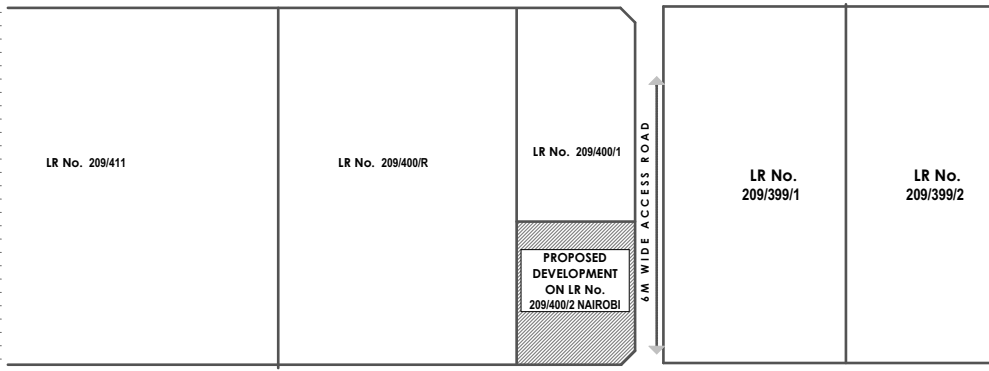 LR No. 209/411
LR No. 209/400/R
LR No. 209/400/1
PROPOSED
DEVELOPMENT
ON LR No.
209/400/2 NAIROBI
6M WIDE ACCESS ROAD
LR No.
209/399/1
LR No.
209/399/2